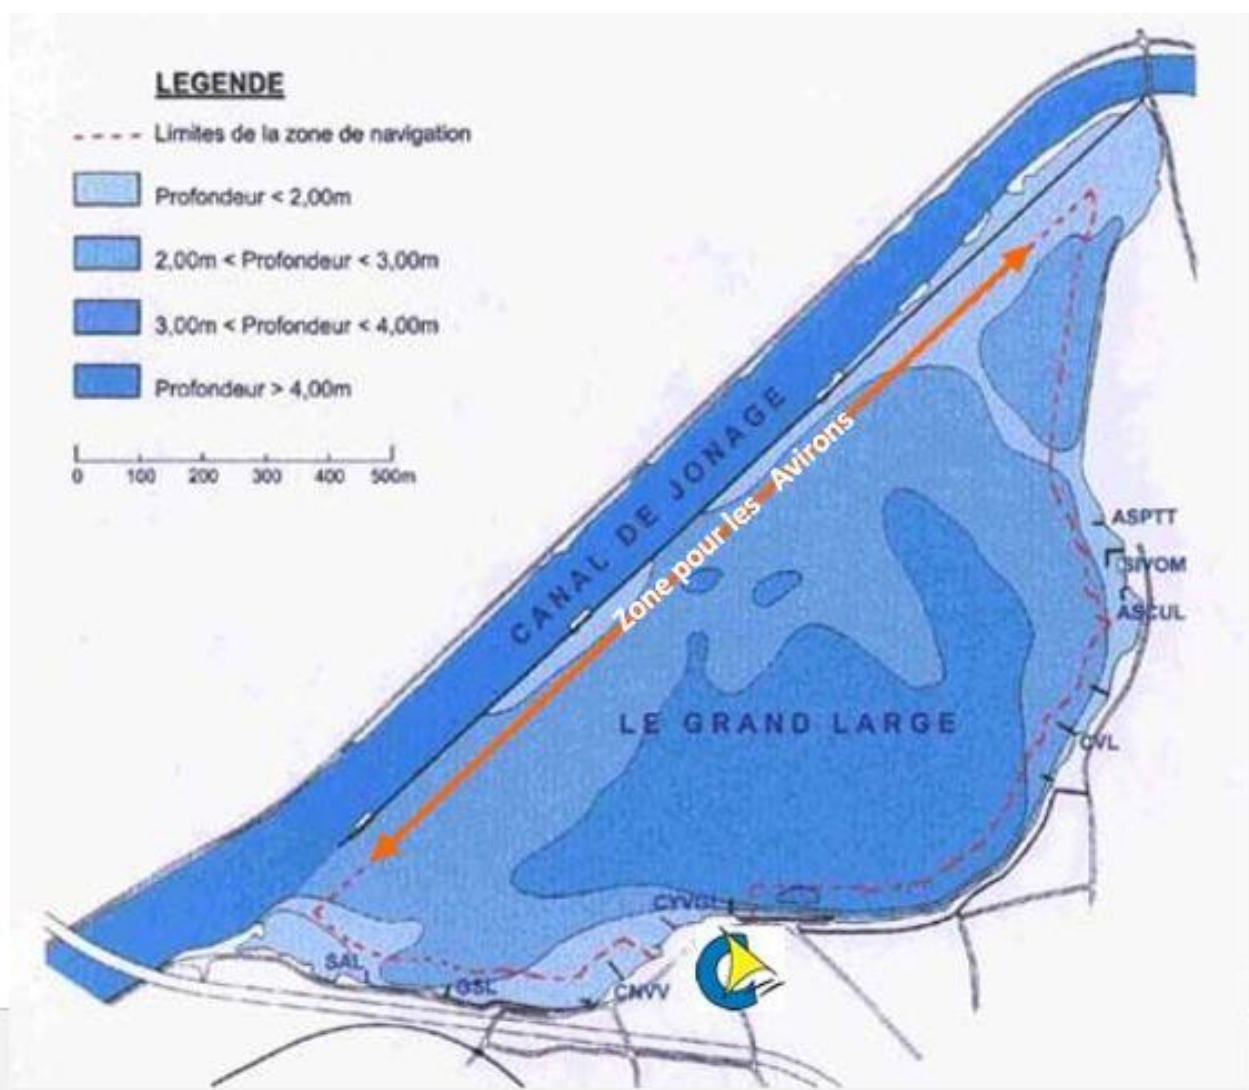 LEGENDE
Limites de la zone de navigation
Profondeur < 2,00m
2,00m < Profondeur < 3,00m
3,00m < Profondeur < 4,00m
Profondeur > 4,00m
0 100 200 300 400 500m
CANAL DE JONAGE
Zone pour les Avirons
ASPTT
SIVOM
ASCUL
LE GRAND LARGE
CVL
CYVGL
SAL
GSL
CNVV